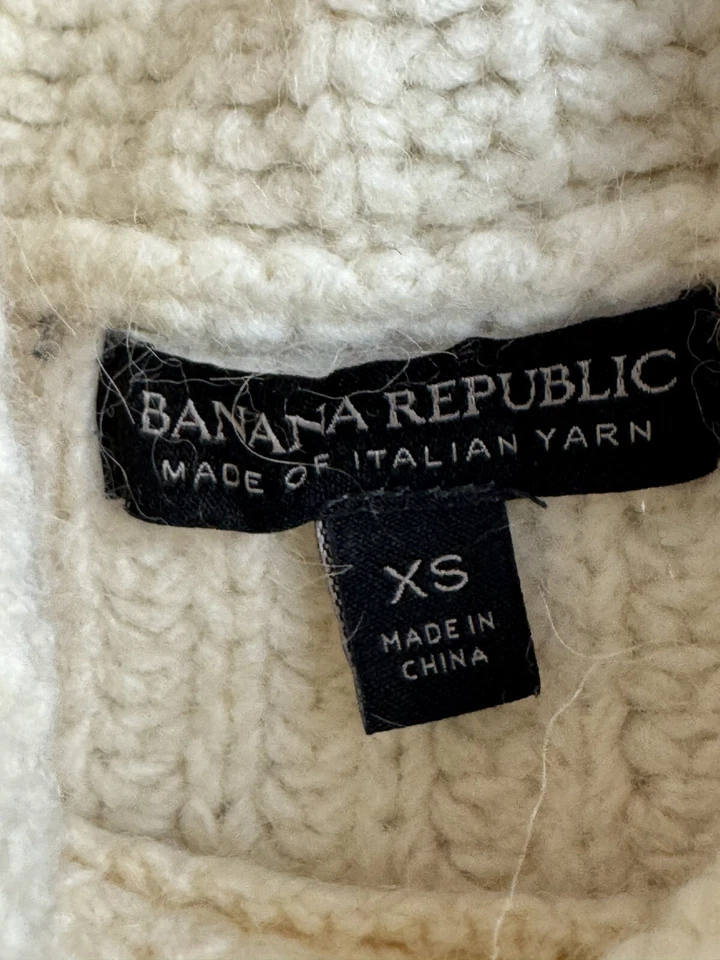 BANANA REPUBLIC
MADE OF ITALIAN YARN
XS
MADE IN
CHINA